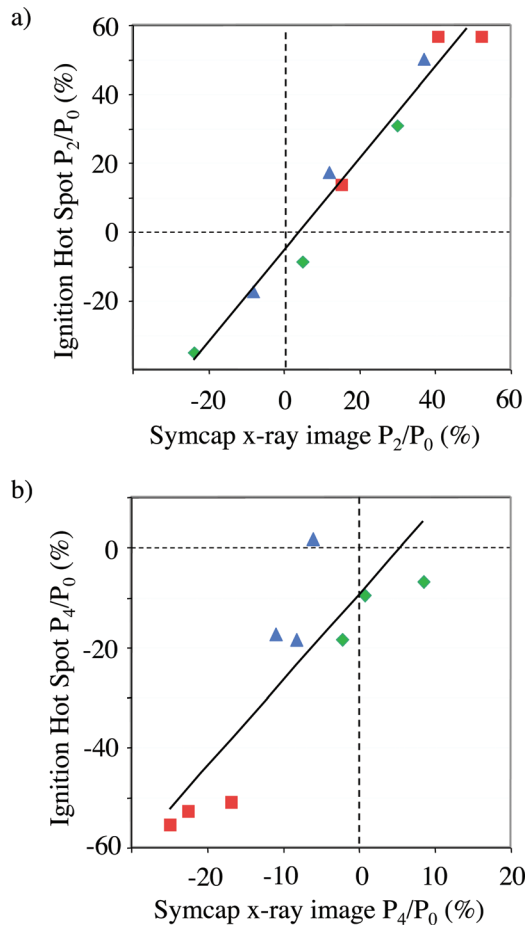 a)
Ignition Hot Spot P₂/P₀ (%)
60
40
20
0
-20
-20 0 20 40 60
Symcap x-ray image P₂/P₀ (%)
b)
Ignition Hot Spot P₄/P₀ (%)
0
-20
-40
-60
-20 -10 0 10 20
Symcap x-ray image P₄/P₀ (%)